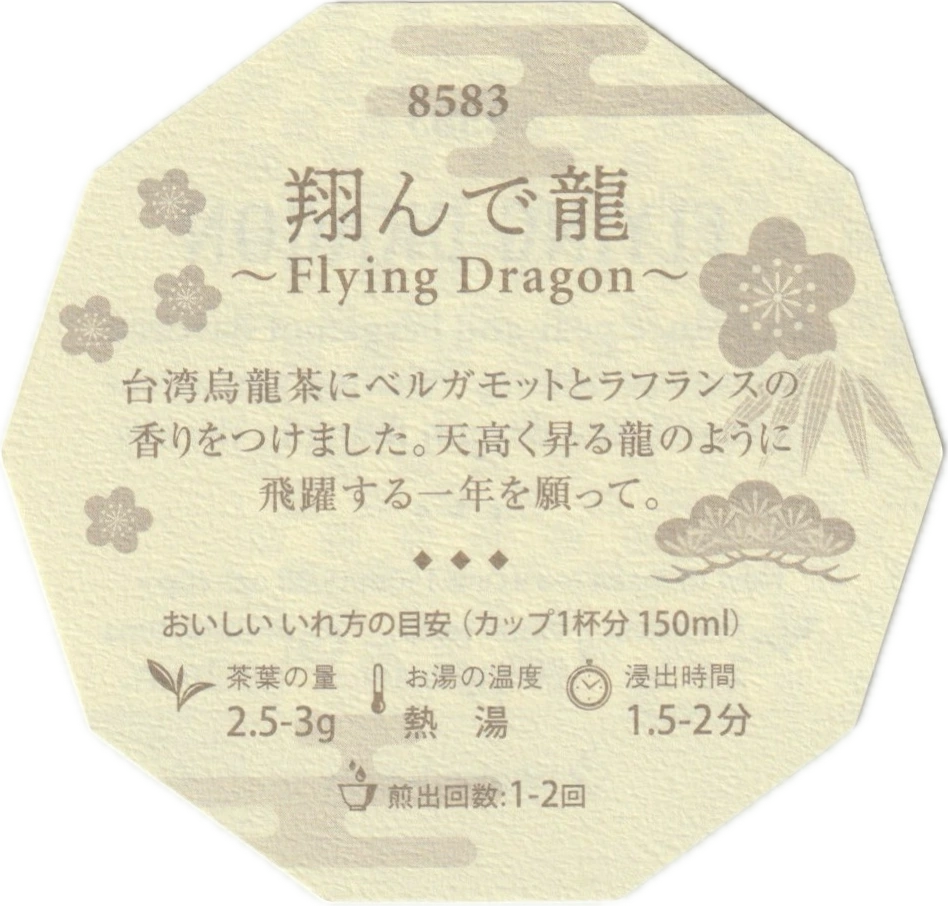 8583
翔んで龍
～Flying Dragon～
台湾烏龍茶にベルガモットとラフランスの
香りをつけました。天高く昇る龍のように
飛躍する一年を願って。
◆◆◆
おいしい いれ方の目安（カップ1杯分 150ml）
茶葉の量 お湯の温度 浸出時間
2.5-3g 熱 湯 1.5-2分
煎出回数:1-2回